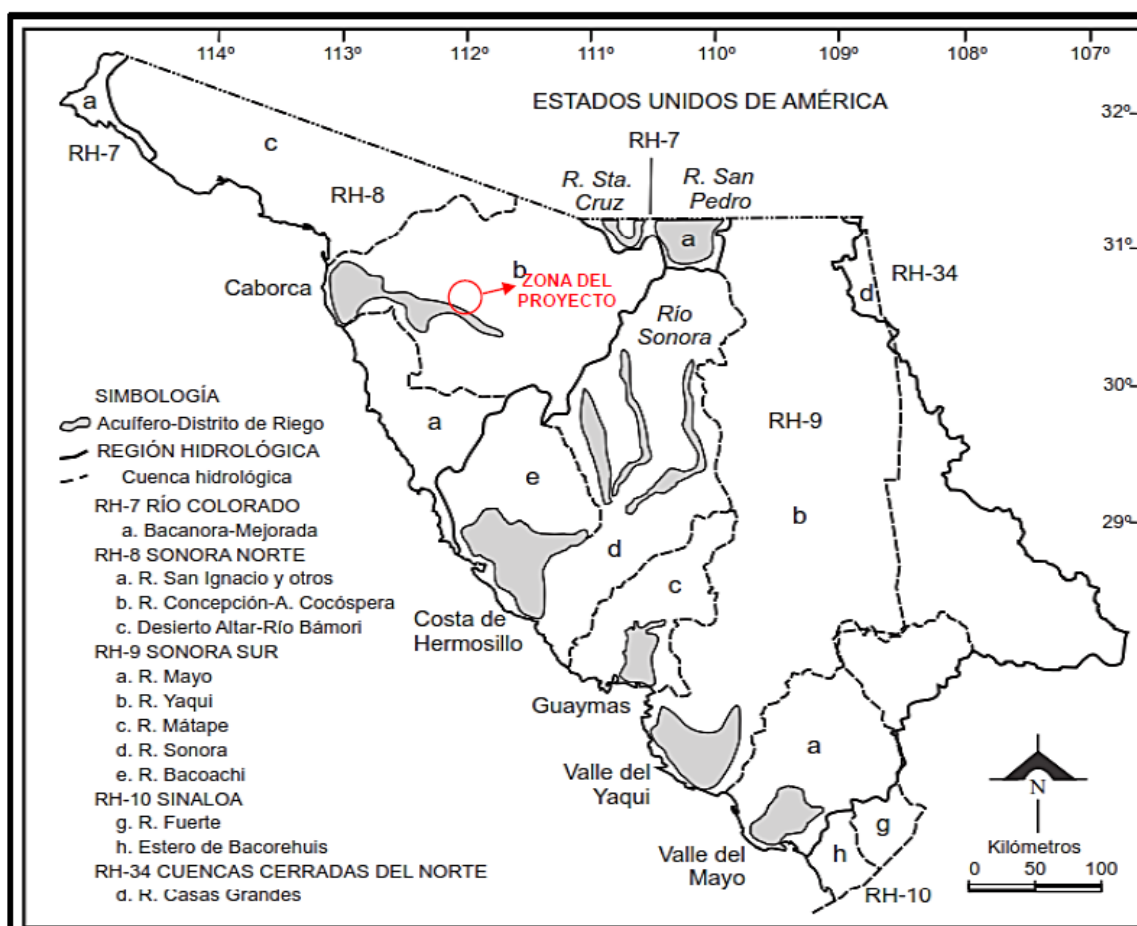 114º 113º 112º 111º 110º 109º 108º 107º
ESTADOS UNIDOS DE AMÉRICA
32º
a
RH-7
c
RH-7
R. Sta.
Cruz
R. San
Pedro
RH-8
a
31º
b
RH-34
d
Caborca
ZONA DEL
PROYECTO
Río
Sonora
30º
a
RH-9
e
b
29º
d
c
Costa de
Hermosillo
Guaymas
a
Valle del
Yaqui
g
h
Valle del
Mayo
RH-10
SIMBOLOGÍA
Acuífero-Distrito de Riego
REGIÓN HIDROLÓGICA
Cuenca hidrológica
RH-7 RÍO COLORADO
a. Bacanora-Mejorada
RH-8 SONORA NORTE
a. R. San Ignacio y otros
b. R. Concepción-A. Cocóspera
c. Desierto Altar-Río Bámori
RH-9 SONORA SUR
a. R. Mayo
b. R. Yaqui
c. R. Mátape
d. R. Sonora
e. R. Bacoachi
RH-10 SINALOA
g. R. Fuerte
h. Estero de Bacorehuis
RH-34 CUENCAS CERRADAS DEL NORTE
d. R. Casas Grandes
N
Kilómetros
0 50 100